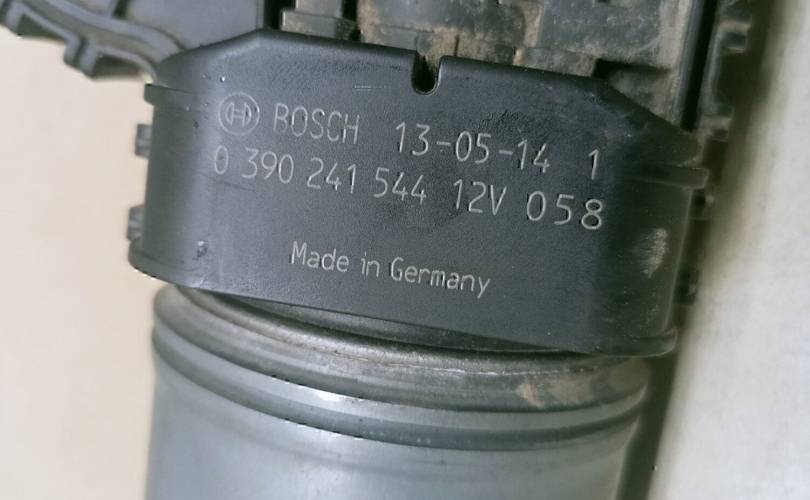 BOSCH 13-05-14 1
0 390 241 544 12V 058
Made in Germany